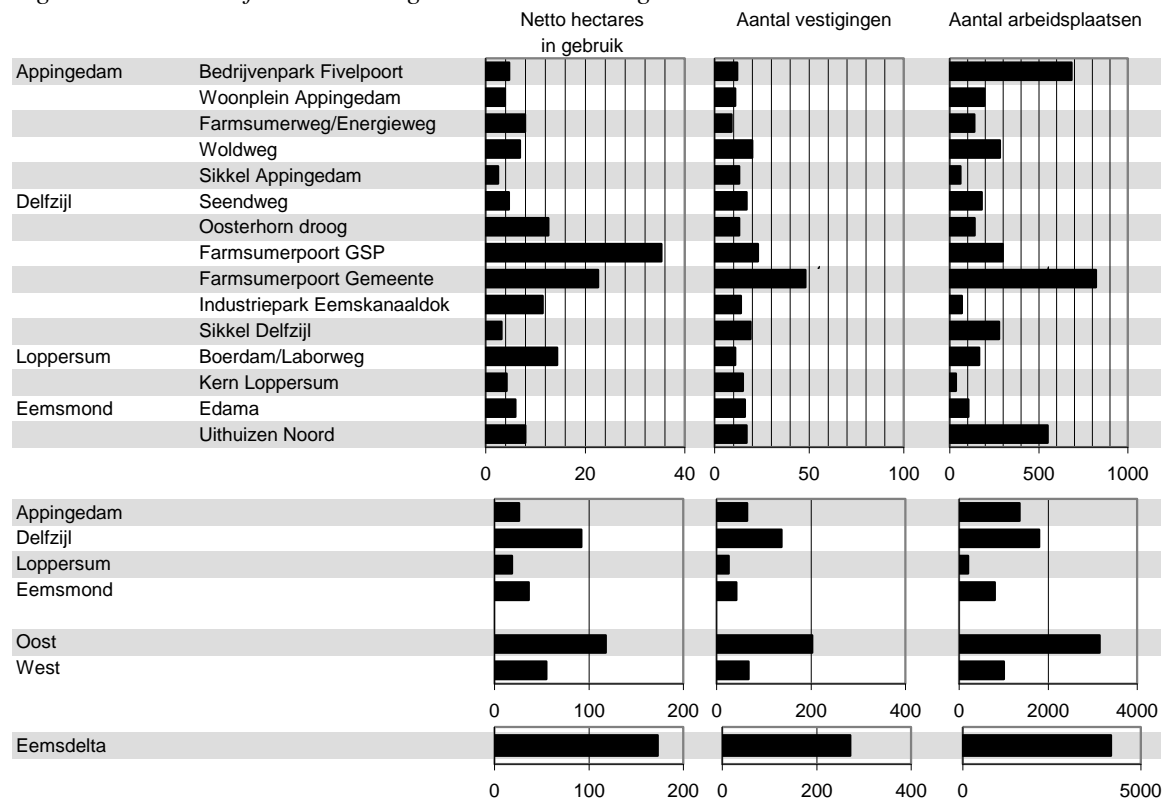 Netto hectares
in gebruik
Aantal vestigingen
Aantal arbeidsplaatsen
Appingedam Bedrijvenpark Fivelpoort
Woonplein Appingedam
Farmsumerweg/Energieweg
Woldweg
Sikkel Appingedam
Delfzijl Seendweg
Oosterhorn droog
Farmsumerpoort GSP
Farmsumerpoort Gemeente
Industriepark Eemskanaaldok
Sikkel Delfzijl
Loppersum Boerdam/Laborweg
Kern Loppersum
Eemsmond Edama
Uithuizen Noord
0 20 40 0 50 100 0 500 1000
Appingedam
Delfzijl
Loppersum
Eemsmond
Oost
West
0 100 200 0 200 400 0 2000 4000
Eemsdelta
0 100 200 0 200 400 0 5000